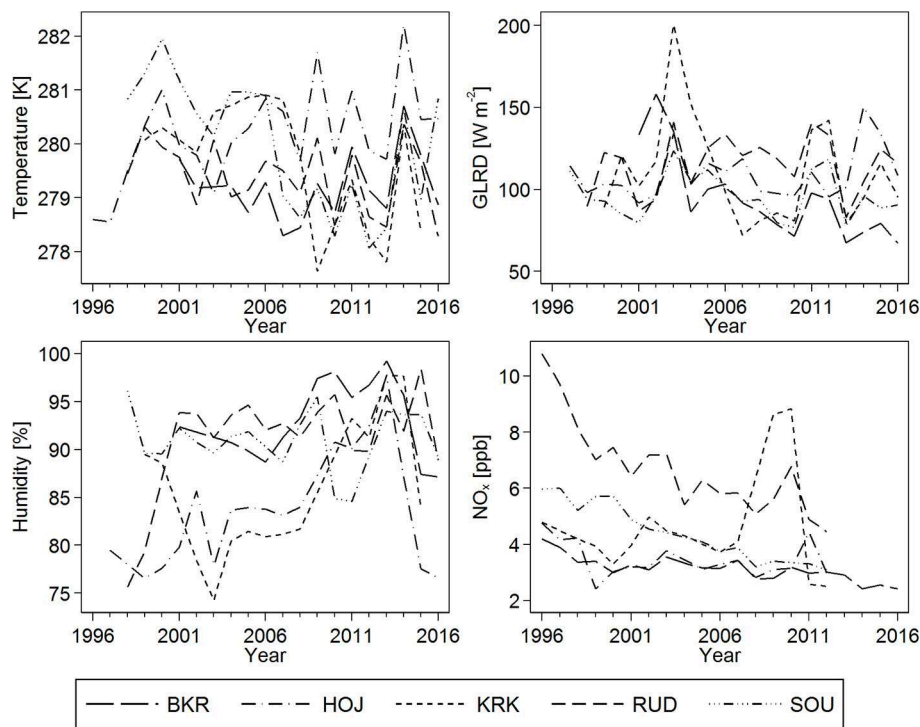 282
281
280
279
278
Temperature [K]
1996 2001 2006 2011 2016
Year
200
150
100
50
GLRD [W m⁻²]
1996 2001 2006 2011 2016
Year
100
95
90
85
80
75
Humidity [%]
1996 2001 2006 2011 2016
Year
10
8
6
4
2
NOₓ [ppb]
1996 2001 2006 2011 2016
Year
BKR HOJ KRK RUD SOU